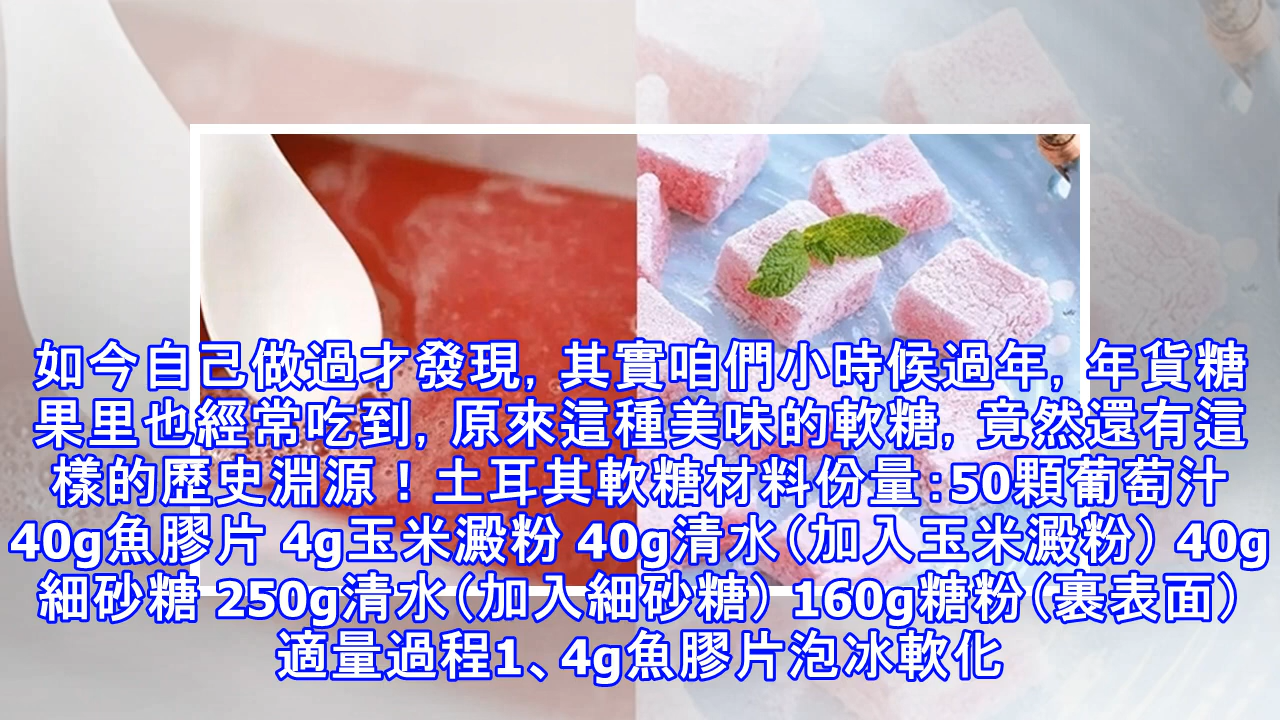 如今自己做過才發現, 其實咱們小時候過年, 年貨糖
果里也經常吃到, 原來這種美味的軟糖, 竟然還有這
樣的歷史淵源！土耳其軟糖材料份量:50顆葡萄汁
40g魚膠片 4g玉米澱粉 40g清水(加入玉米澱粉) 40g
細砂糖 250g清水(加入細砂糖) 160g糖粉(裹表面)
適量過程1、4g魚膠片泡冰軟化